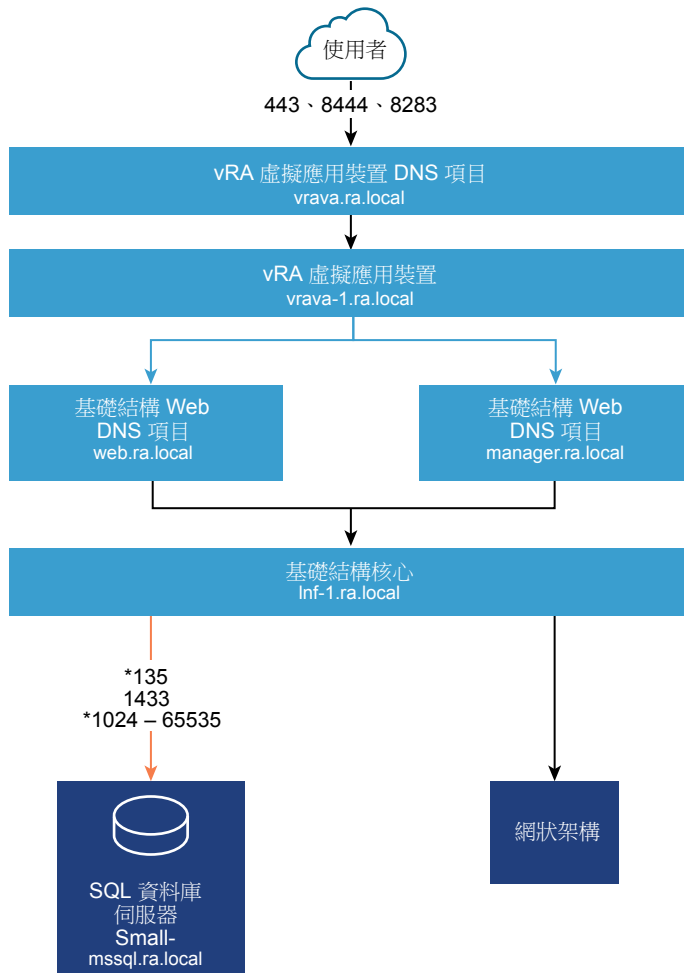 使用者
443、8444、8283
vRA 虛擬應用裝置 DNS 項目
vrava.ra.local
vRA 虛擬應用裝置
vrava-1.ra.local
基礎結構 Web
DNS 項目
web.ra.local
基礎結構 Web
DNS 項目
manager.ra.local
基礎結構核心
Inf-1.ra.local
*135
1433
*1024 – 65535
SQL 資料庫
伺服器
Small-
mssql.ra.local
網狀架構